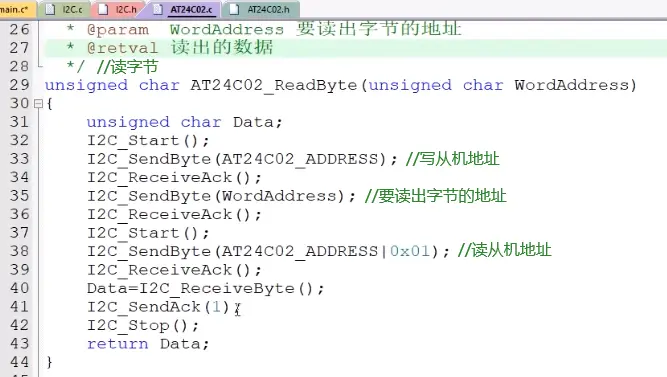 main.c* I2C.c I2C.h AT24C02.c AT24C02.h
26 * @param WordAddress 要读出字节的地址
27 * @retval 读出的数据
28 */ //读字节
29 unsigned char AT24C02_ReadByte(unsigned char WordAddress)
30 {
31 unsigned char Data;
32 I2C_Start();
33 I2C_SendByte(AT24C02_ADDRESS); //写从机地址
34 I2C_ReceiveAck();
35 I2C_SendByte(WordAddress); //要读出字节的地址
36 I2C_ReceiveAck();
37 I2C_Start();
38 I2C_SendByte(AT24C02_ADDRESS|0x01); //读从机地址
39 I2C_ReceiveAck();
40 Data=I2C_ReceiveByte();
41 I2C_SendAck(1);
42 I2C_Stop();
43 return Data;
44 }